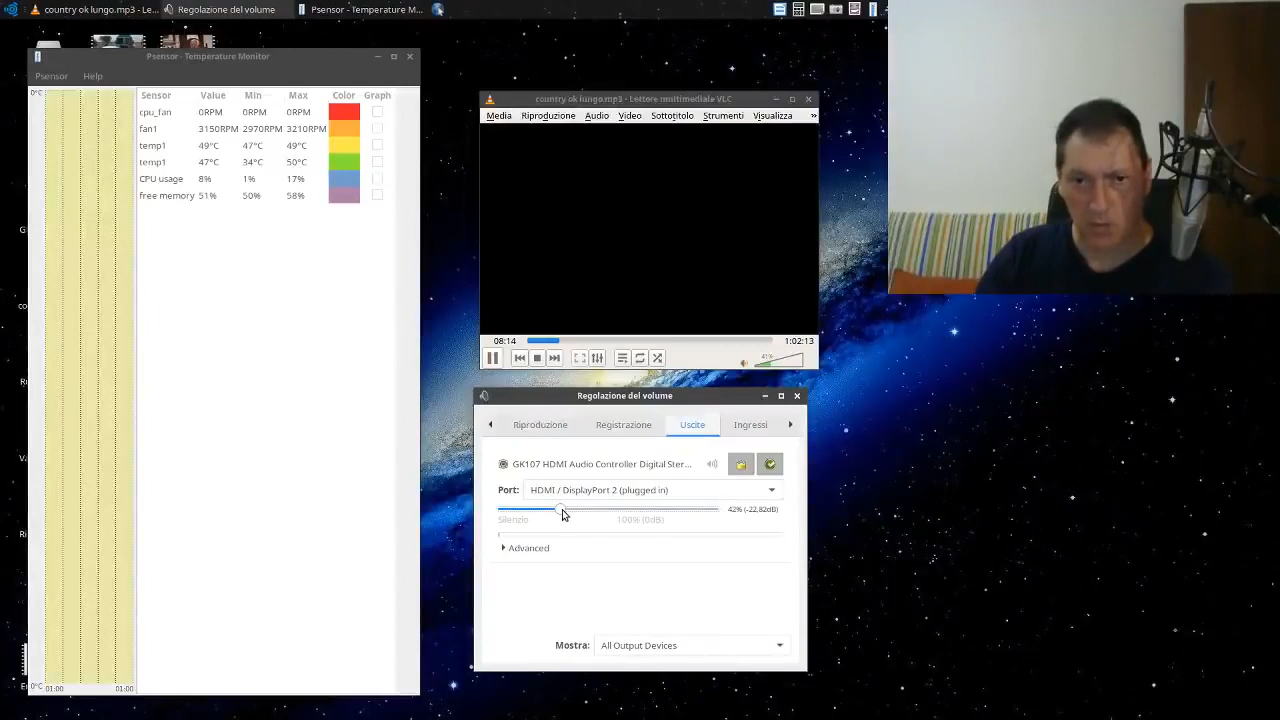 country ok lungo.mp3 - Le...
Regolazione del volume
Psensor - Temperature M...
Psensor - Temperature Monitor
Psensor Help
0°C
Sensor Value Min Max Color Graph
cpu_fan 0RPM 0RPM 0RPM
fan1 3150RPM 2970RPM 3210RPM
temp1 49°C 47°C 49°C
temp1 47°C 34°C 50°C
CPU usage 8% 1% 17%
free memory 51% 50% 58%
0°C
01:00 01:00
country ok lungo.mp3 - Lettore multimediale VLC
Media Riproduzione Audio Video Sottotitolo Strumenti Visualizza »
08:14 1:02:13
41%
Regolazione del volume
Riproduzione Registrazione Uscite Ingressi
GK107 HDMI Audio Controller Digital Ster...
Port: HDMI / DisplayPort 2 (plugged in)
42% (-22,82dB)
Silenzio 100% (0dB)
Advanced
Mostra: All Output Devices